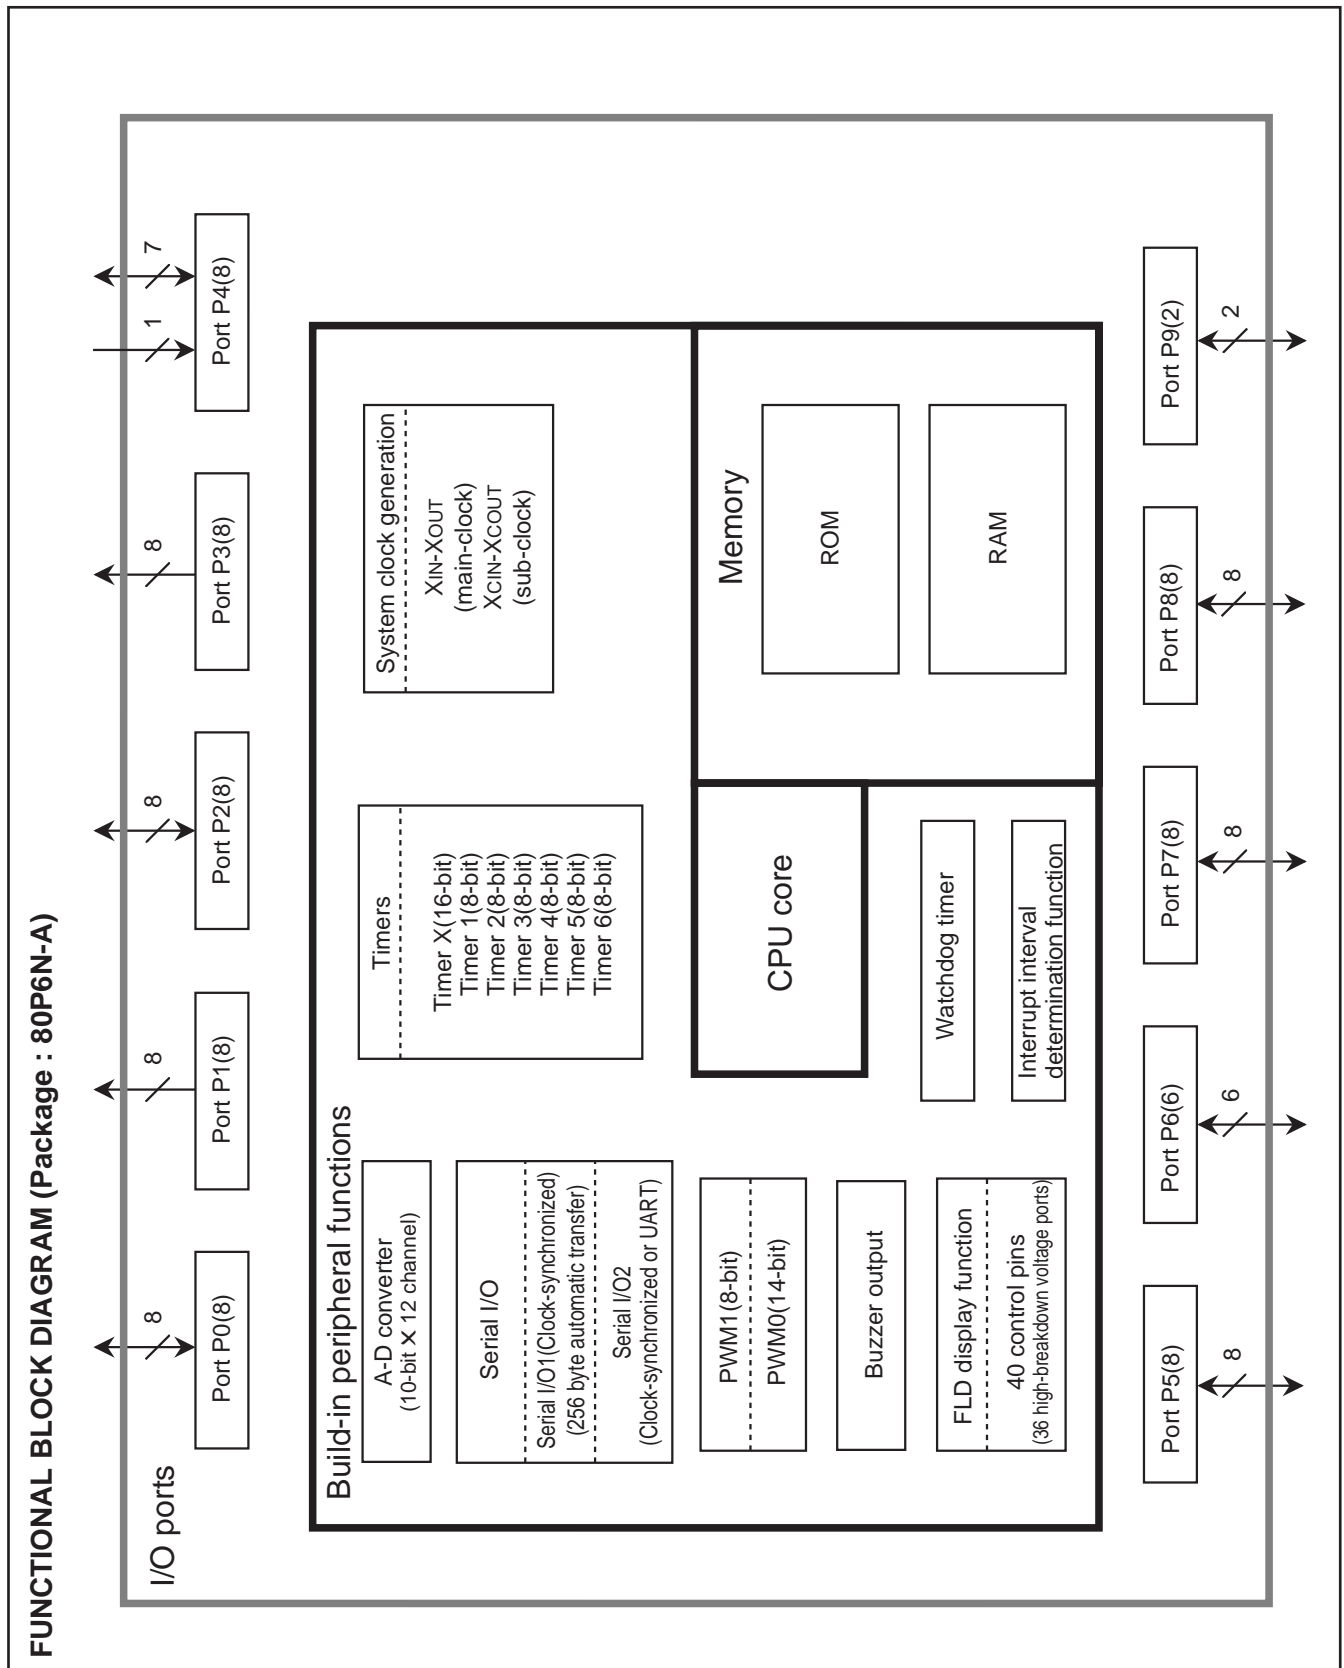 FUNCTIONAL BLOCK DIAGRAM (Package : 80P6N-A)
I/O ports
8
8
8
8
1
7
Port P0(8)
Port P1(8)
Port P2(8)
Port P3(8)
Port P4(8)
Build-in peripheral functions
A-D converter
(10-bit X 12 channel)
Serial I/O
Serial I/O1(Clock-synchronized)
(256 byte automatic transfer)
Serial I/O2
(Clock-synchronized or UART)
PWM1(8-bit)
PWM0(14-bit)
Buzzer output
FLD display function
40 control pins
(36 high-breakdown voltage ports)
Timers
Timer X(16-bit)
Timer 1(8-bit)
Timer 2(8-bit)
Timer 3(8-bit)
Timer 4(8-bit)
Timer 5(8-bit)
Timer 6(8-bit)
CPU core
Watchdog timer
Interrupt interval
determination function
System clock generation
XIN-XOUT
(main-clock)
XCIN-XCOUT
(sub-clock)
Memory
ROM
RAM
Port P5(8)
Port P6(6)
Port P7(8)
Port P8(8)
Port P9(2)
8
6
8
8
2